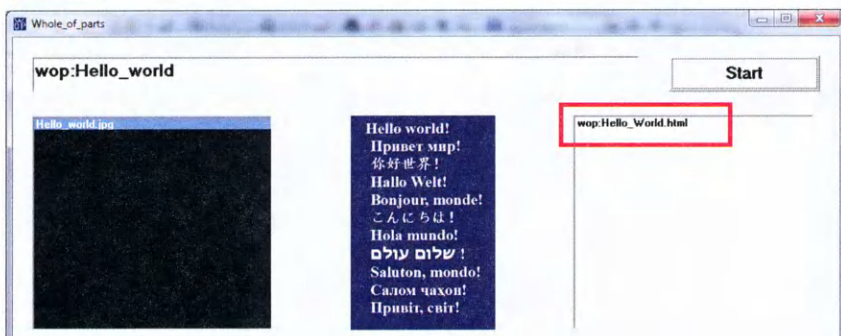 Whole_of_parts
wop:Hello_world
Start
Hello_world.jpg
Hello world!
Привет мир!
你好世界!
Hallo Welt!
Bonjour, monde!
こんにちは!
Hola mundo!
שלום עולם!
Saluton, mondo!
Салом чаҳон!
Привіт, світ!
wop:Hello_World.html